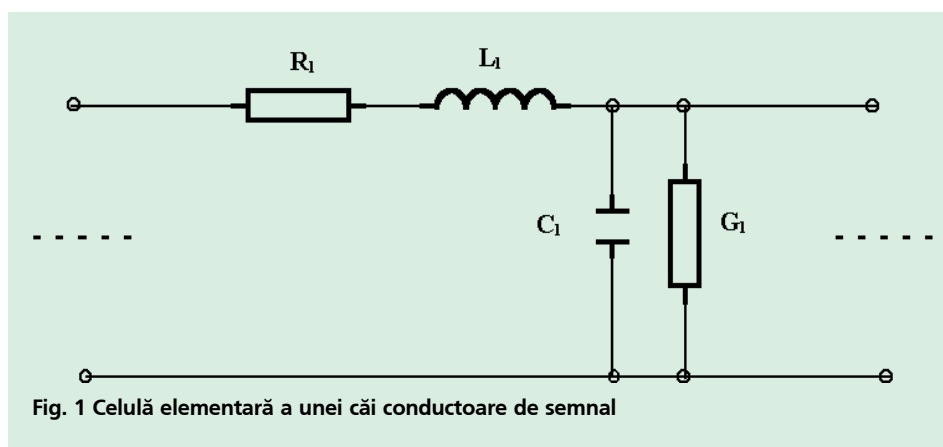 R₁ L₁
C₁ G₁
Fig. 1 Celulă elementară a unei căi conductoare de semnal